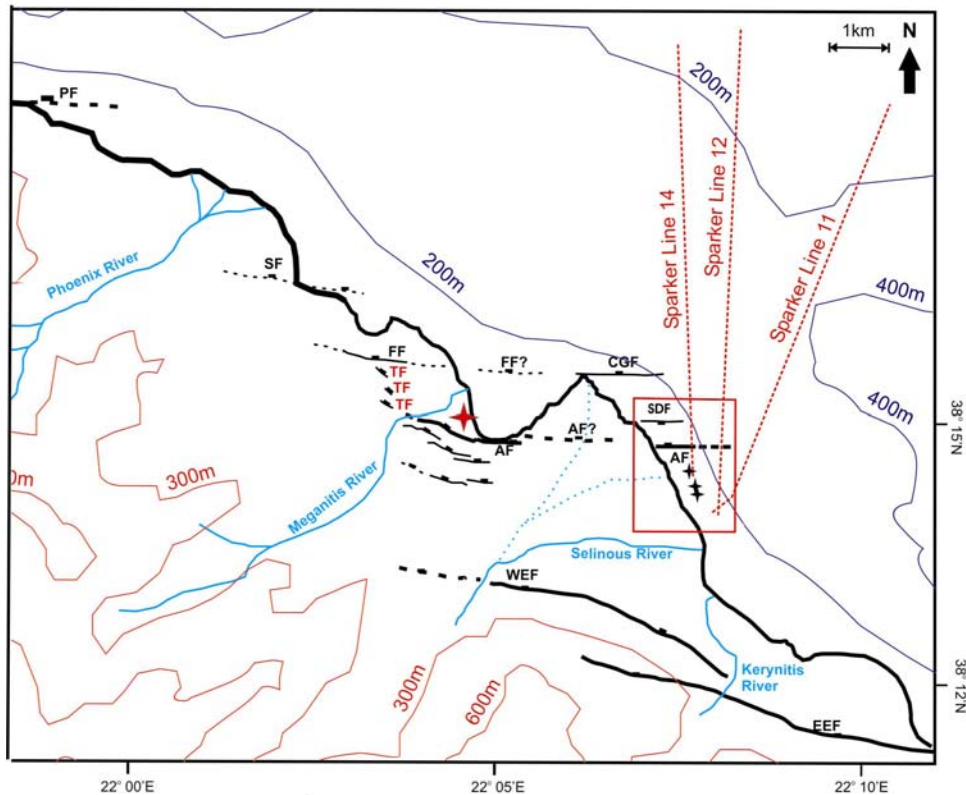 1km
N
PF
200m
Sparker Line 14
Sparker Line 12
Sparker Line 11
Phoenix River
SF
200m
400m
FF
FF?
CGF
TF
TF
TF
SDF
400m
38° 15'N
AF
AF?
AF
0m
300m
Meganitis River
Selinous River
WEF
300m
600m
Kerynitis
River
38° 12'N
EEF
22° 00'E
22° 05'E
22° 10'E